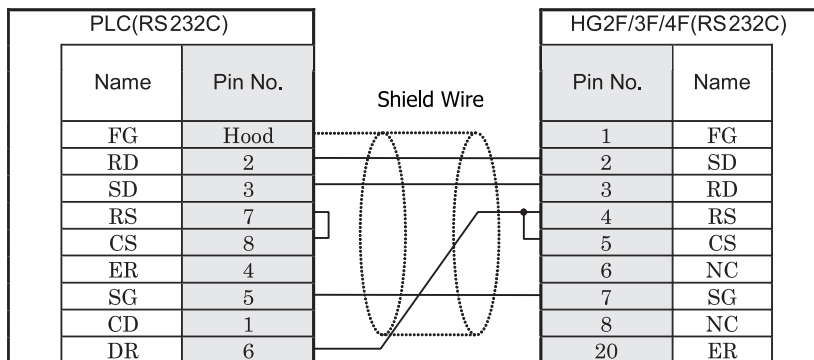 PLC(RS232C) HG2F/3F/4F(RS232C)
Name Pin No. Shield Wire Pin No. Name
FG Hood 1 FG
RD 2 2 SD
SD 3 3 RD
RS 7 4 RS
CS 8 5 CS
ER 4 6 NC
SG 5 7 SG
CD 1 8 NC
DR 6 20 ER